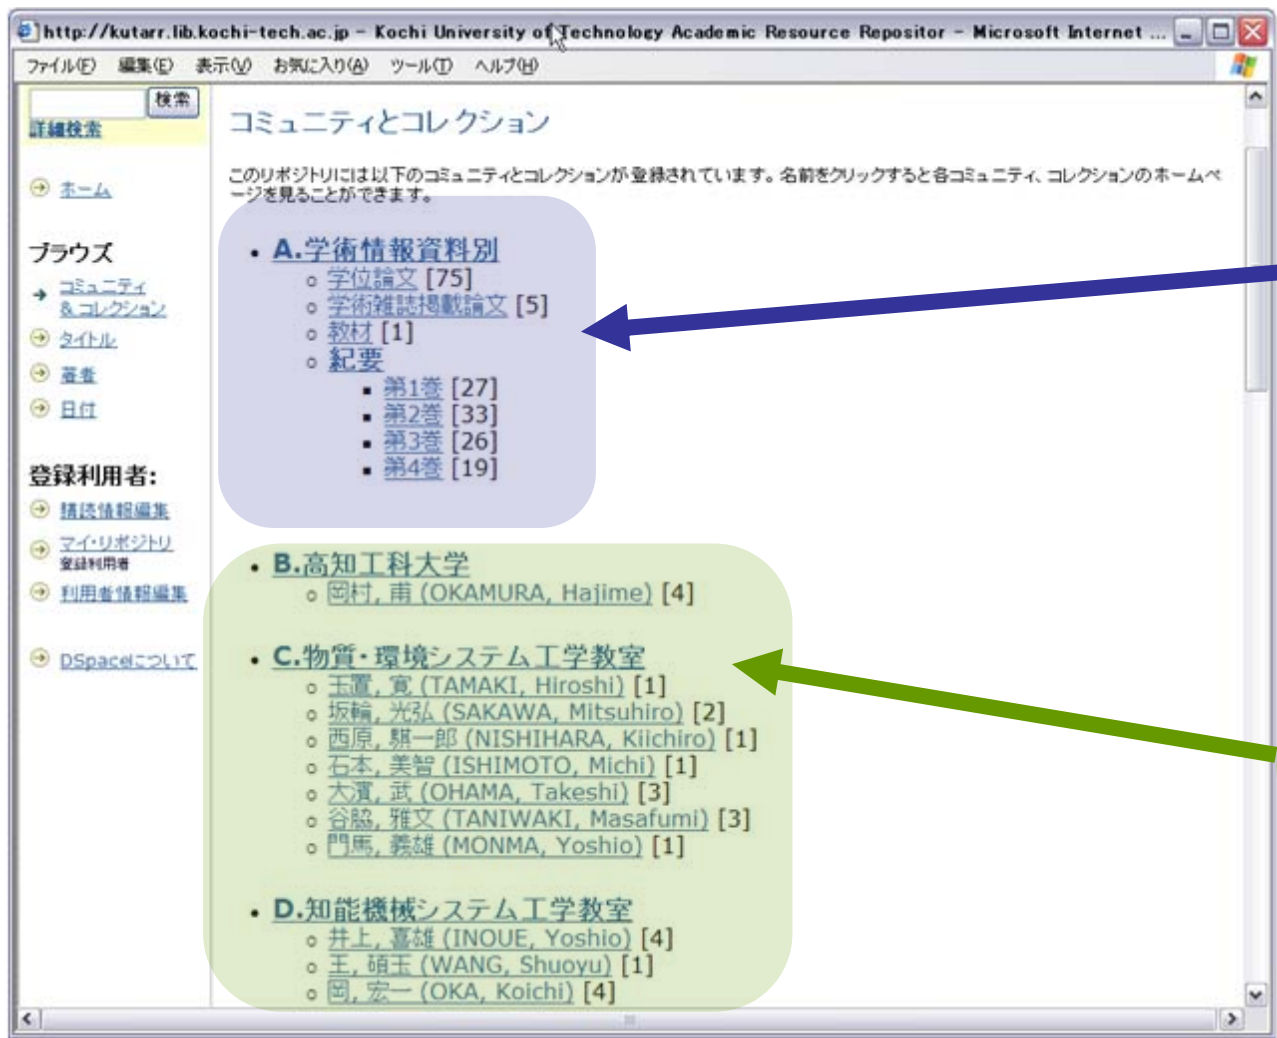 http://kutarr.lib.kochi-tech.ac.jp - Kochi University of Technology Academic Resource Repositor - Microsoft Internet ...
ファイル(F) 編集(E) 表示(V) お気に入り(A) ツール(T) ヘルプ(H)
検索
詳細検索
ホーム
ブラウズ
コミュニティ
&コレクション
タイトル
著者
日付
登録利用者:
購読情報編集
マイ・リポジトリ
登録利用者
利用者情報編集
DSpaceについて
コミュニティとコレクション
このリポジトリには以下のコミュニティとコレクションが登録されています。名前をクリックすると各コミュニティ、コレクションのホームペ
ージを見ることができます。
A.学術情報資料別
学位論文 [75]
学術雑誌掲載論文 [5]
教材 [1]
紀要
第1巻 [27]
第2巻 [33]
第3巻 [26]
第4巻 [19]
B.高知工科大学
岡村, 甫 (OKAMURA, Hajime) [4]
C.物質・環境システム工学教室
玉置, 寛 (TAMAKI, Hiroshi) [1]
坂輪, 光弘 (SAKAWA, Mitsuhiro) [2]
西原, 騏一郎 (NISHIHARA, Kiichiro) [1]
石本, 美智 (ISHIMOTO, Michi) [1]
大濱, 武 (OHAMA, Takeshi) [3]
谷脇, 雅文 (TANIWAKI, Masafumi) [3]
門馬, 義雄 (MONMA, Yoshio) [1]
D.知能機械システム工学教室
井上, 喜雄 (INOUE, Yoshio) [4]
王, 碩玉 (WANG, Shuoyu) [1]
岡, 宏一 (OKA, Koichi) [4]